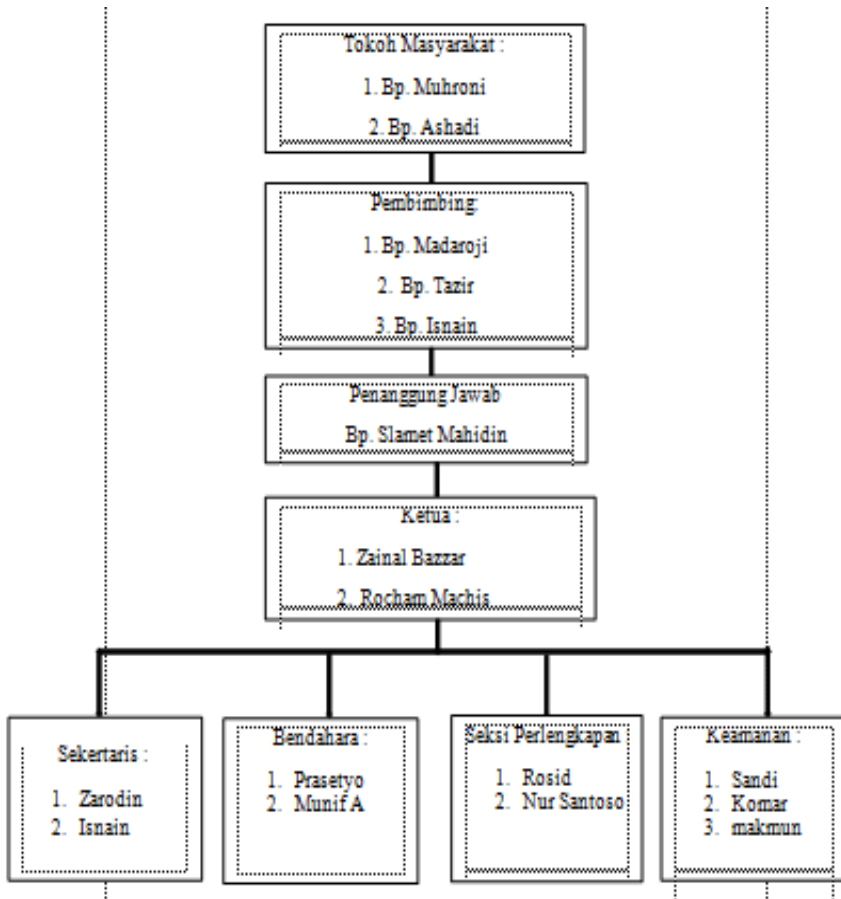 Tokoh Masyarakat :
1. Bp. Muhroni
2. Bp. Ashadi
Pembimbing:
1. Bp. Madaroji
2. Bp. Tazir
3. Bp. Isnain
Penanggung Jawab
Bp. Slamet Mahidin
Ketua :
1. Zainal Bazzar
2. Rocham Machis
Sekertaris :
1. Zarodin
2. Isnain
Bendahara :
1. Prasetyo
2. Munif A
Seksi Perlengkapan
1. Rosid
2. Nur Santoso
Keamanan :
1. Sandi
2. Komar
3. makmun